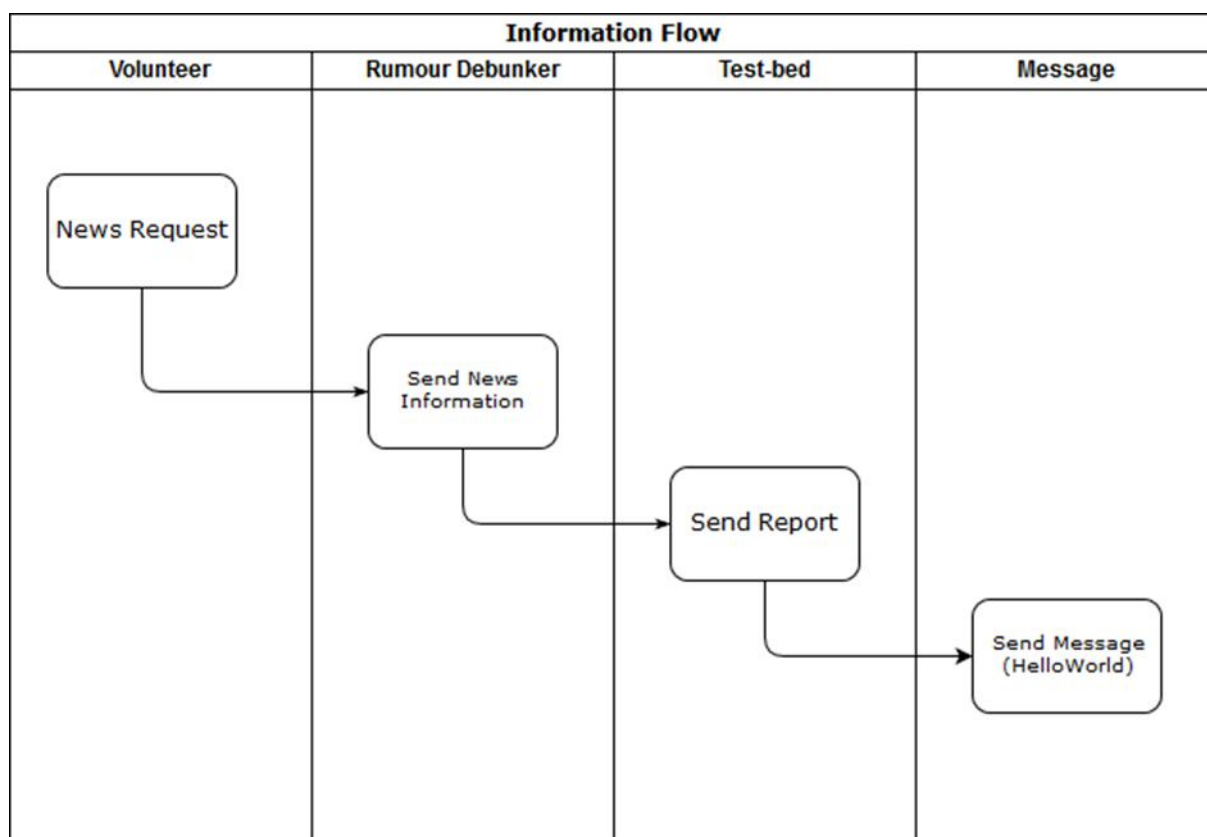 Information Flow
Volunteer
Rumour Debunker
Test-bed
Message
News Request
Send News
Information
Send Report
Send Message
(HelloWorld)